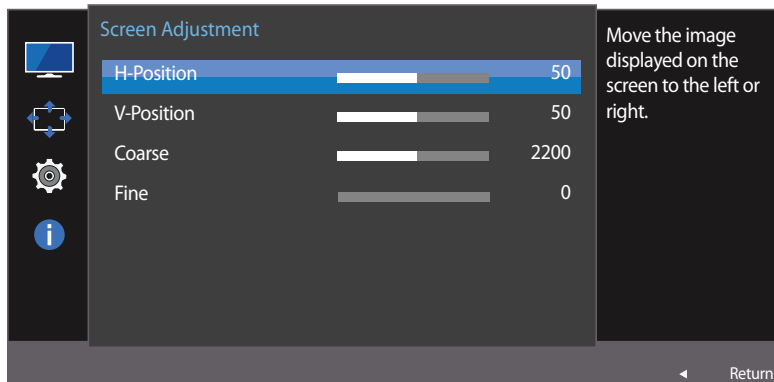 Screen Adjustment
H-Position 50
V-Position 50
Coarse 2200
Fine 0
Move the image
displayed on the
screen to the left or
right.
Return